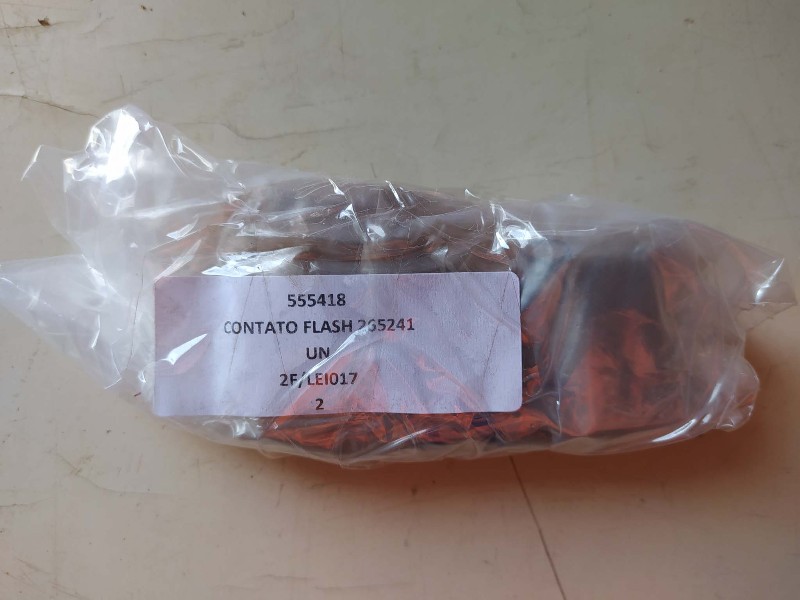 555418
CONTATO FLASH 265241
UN
2F/LEI017
2